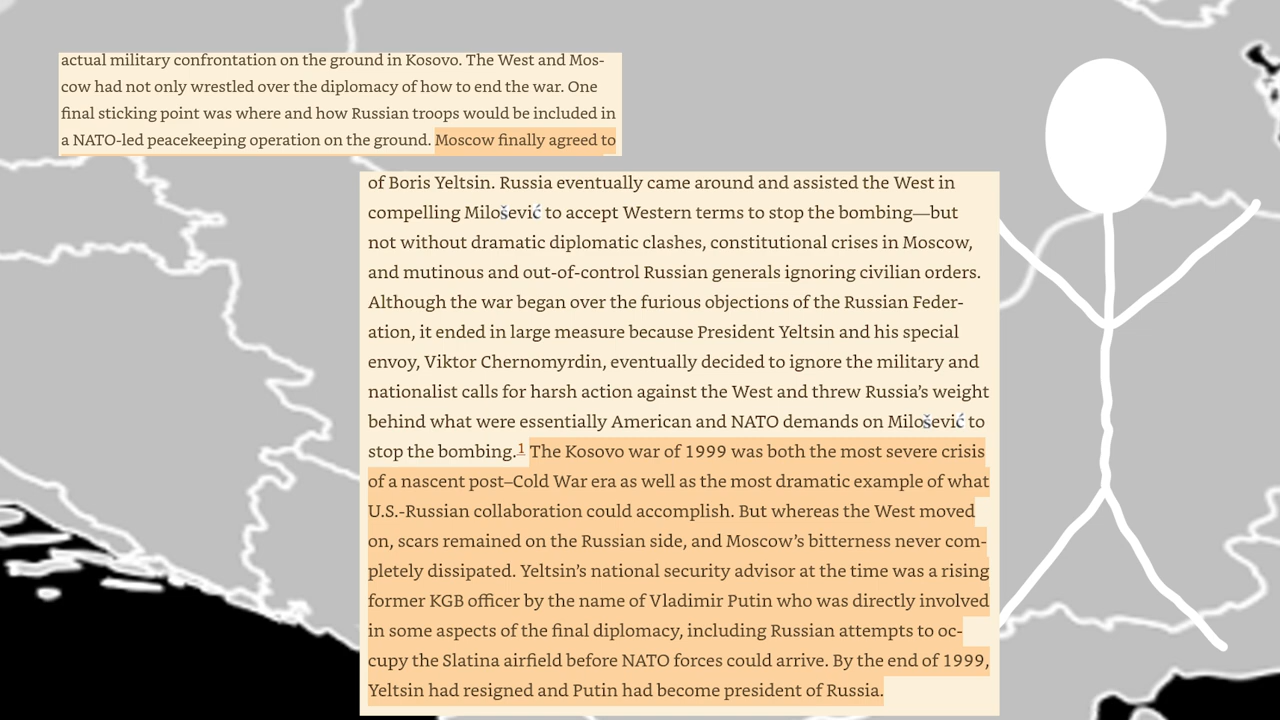 actual military confrontation on the ground in Kosovo. The West and Mos-
cow had not only wrestled over the diplomacy of how to end the war. One
final sticking point was where and how Russian troops would be included in
a NATO-led peacekeeping operation on the ground. Moscow finally agreed to
of Boris Yeltsin. Russia eventually came around and assisted the West in
compelling Milošević to accept Western terms to stop the bombing—but
not without dramatic diplomatic clashes, constitutional crises in Moscow,
and mutinous and out-of-control Russian generals ignoring civilian orders.
Although the war began over the furious objections of the Russian Feder-
ation, it ended in large measure because President Yeltsin and his special
envoy, Viktor Chernomyrdin, eventually decided to ignore the military and
nationalist calls for harsh action against the West and threw Russia’s weight
behind what were essentially American and NATO demands on Milošević to
stop the bombing.1 The Kosovo war of 1999 was both the most severe crisis
of a nascent post–Cold War era as well as the most dramatic example of what
U.S.-Russian collaboration could accomplish. But whereas the West moved
on, scars remained on the Russian side, and Moscow’s bitterness never com-
pletely dissipated. Yeltsin’s national security advisor at the time was a rising
former KGB officer by the name of Vladimir Putin who was directly involved
in some aspects of the final diplomacy, including Russian attempts to oc-
cupy the Slatina airfield before NATO forces could arrive. By the end of 1999,
Yeltsin had resigned and Putin had become president of Russia.